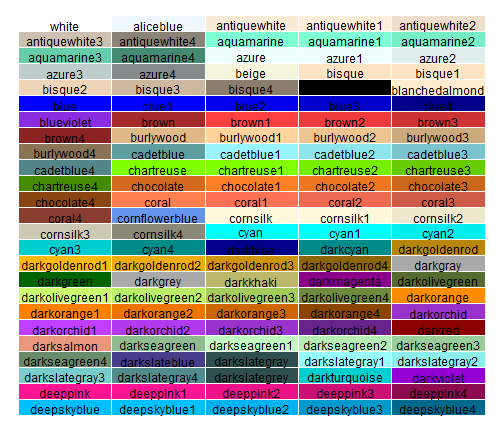 white aliceblue antiquewhite antiquewhite1 antiquewhite2
antiquewhite3 antiquewhite4 aquamarine aquamarine1 aquamarine2
aquamarine3 aquamarine4 azure azure1 azure2
azure3 azure4 beige bisque bisque1
bisque2 bisque3 bisque4 blanchedalmond
blue blue1 blue2 blue3 blue4
blueviolet brown brown1 brown2 brown3
brown4 burlywood burlywood1 burlywood2 burlywood3
burlywood4 cadetblue cadetblue1 cadetblue2 cadetblue3
cadetblue4 chartreuse chartreuse1 chartreuse2 chartreuse3
chartreuse4 chocolate chocolate1 chocolate2 chocolate3
chocolate4 coral coral1 coral2 coral3
coral4 cornflowerblue cornsilk cornsilk1 cornsilk2
cornsilk3 cornsilk4 cyan cyan1 cyan2
cyan3 cyan4 darkblue darkcyan darkgoldenrod
darkgoldenrod1 darkgoldenrod2 darkgoldenrod3 darkgoldenrod4 darkgray
darkgreen darkgrey darkkhaki darkmagenta darkolivegreen
darkolivegreen1 darkolivegreen2 darkolivegreen3 darkolivegreen4 darkorange
darkorange1 darkorange2 darkorange3 darkorange4 darkorchid
darkorchid1 darkorchid2 darkorchid3 darkorchid4 darkred
darksalmon darkseagreen darkseagreen1 darkseagreen2 darkseagreen3
darkseagreen4 darkslateblue darkslategray darkslategray1 darkslategray2
darkslategray3 darkslategray4 darkslategrey darkturquoise darkviolet
deeppink deeppink1 deeppink2 deeppink3 deeppink4
deepskyblue deepskyblue1 deepskyblue2 deepskyblue3 deepskyblue4